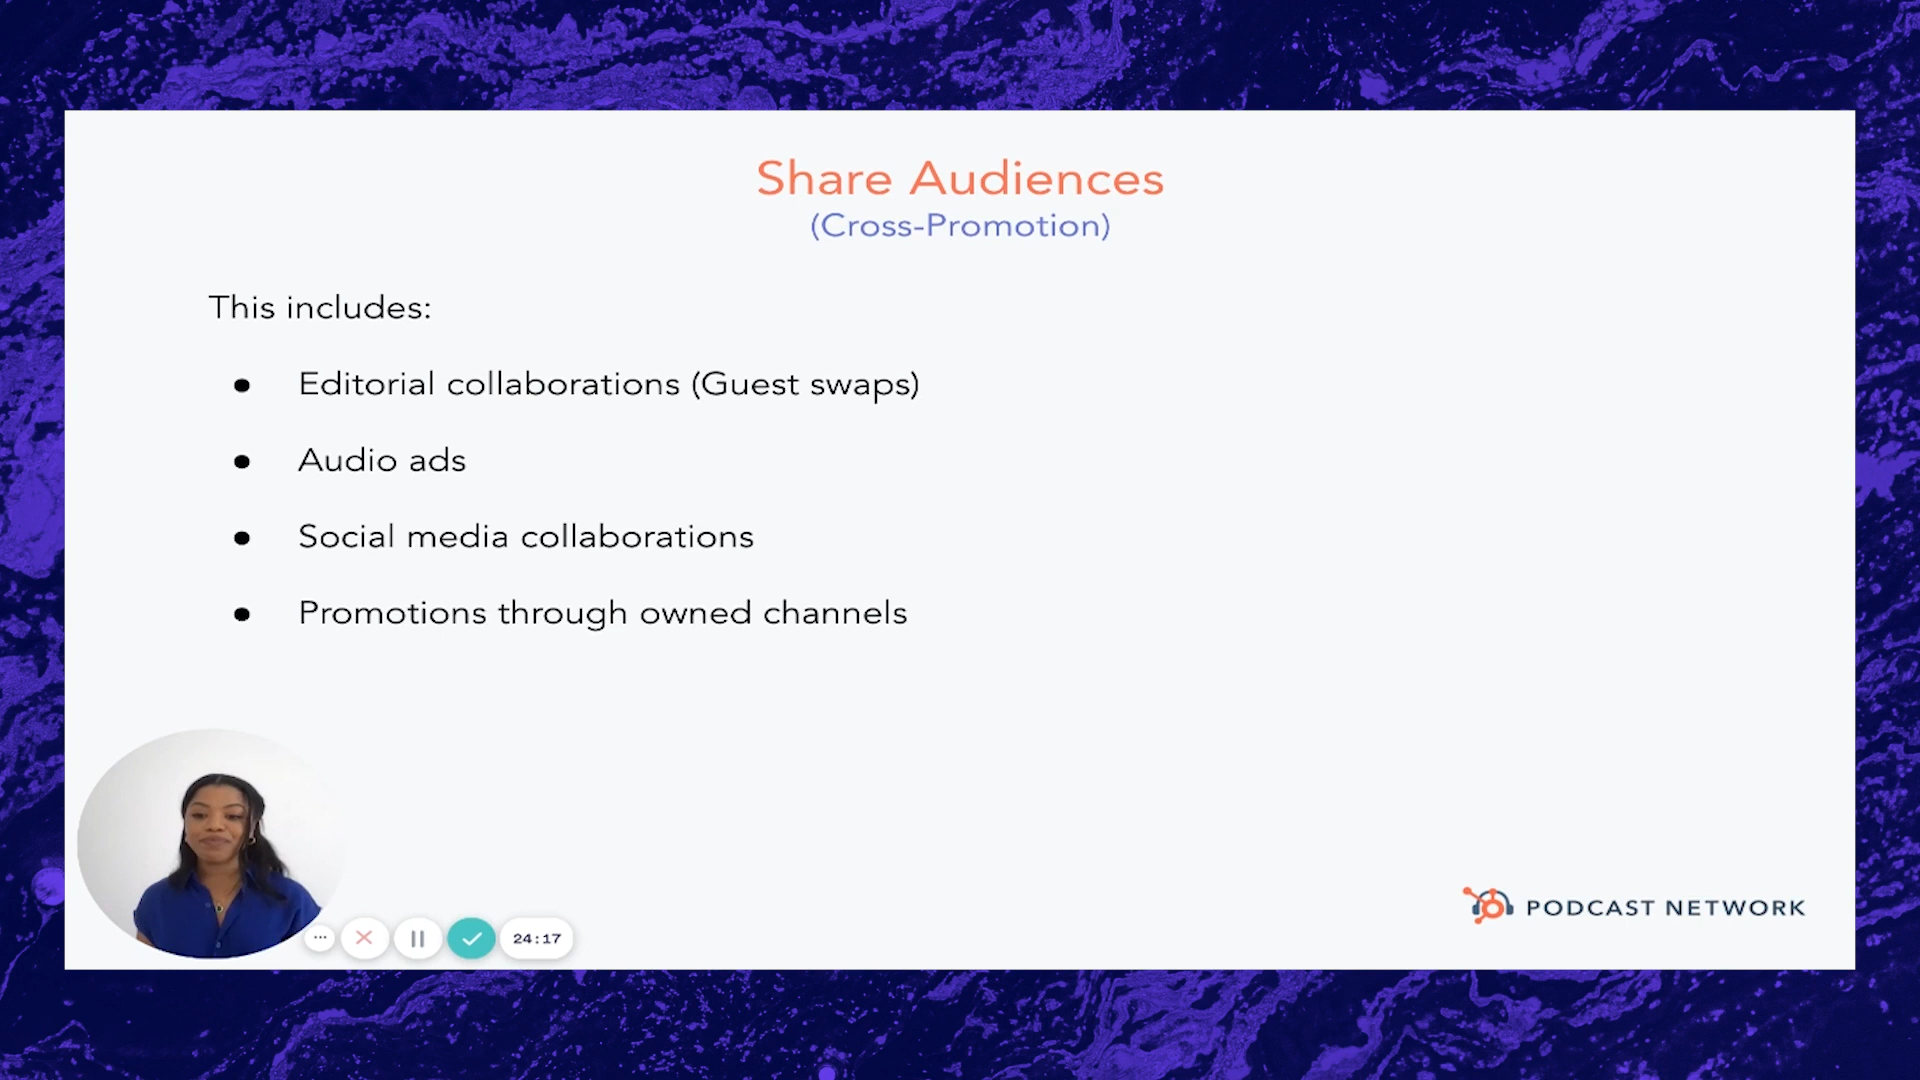 Share Audiences
(Cross-Promotion)
This includes:
● Editorial collaborations (Guest swaps)
● Audio ads
● Social media collaborations
● Promotions through owned channels
24:17
PODCAST NETWORK